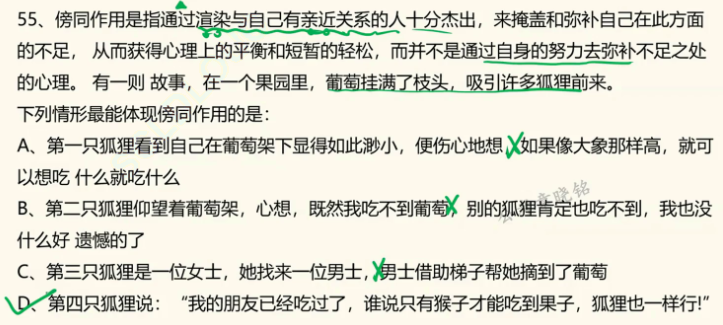 55、傍同作用是指通过渲染与自己有亲近关系的人十分杰出，来掩盖和弥补自己在此方面
的不足， 从而获得心理上的平衡和短暂的轻松，而并不是通过自身的努力去弥补不足之处
的心理。 有一则 故事，在一个果园里，葡萄挂满了枝头，吸引许多狐狸前来。
下列情形最能体现傍同作用的是：
A、第一只狐狸看到自己在葡萄架下显得如此渺小，便伤心地想，如果像大象那样高，就可
以想吃 什么就吃什么
B、第二只狐狸仰望着葡萄架，心想，既然我吃不到葡萄，别的狐狸肯定也吃不到，我也没
什么好 遗憾的了
C、第三只狐狸是一位女士，她找来一位男士，男士借助梯子帮她摘到了葡萄
D、第四只狐狸说：“我的朋友已经吃过了，谁说只有猴子才能吃到果子，狐狸也一样行!”